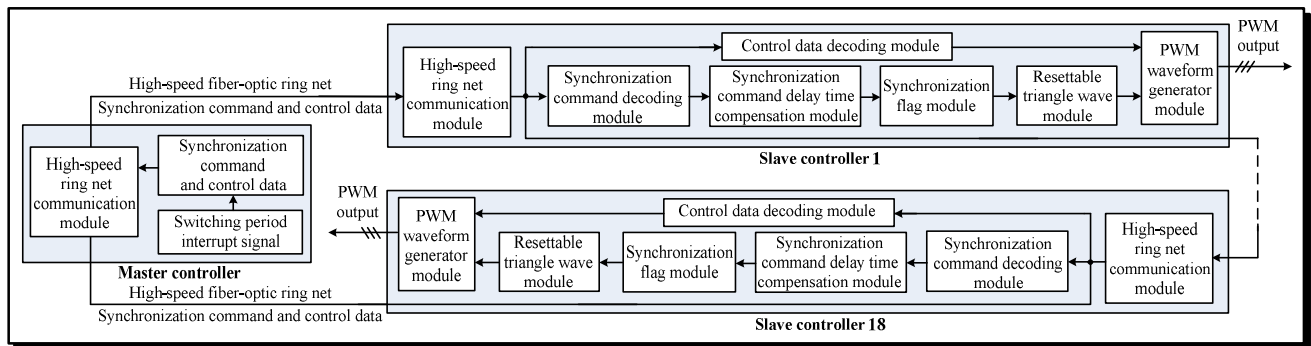 High-speed fiber-optic ring net
Synchronization command and control data
High-speed
ring net
communication
module
Synchronization
command
and control data
Switching period
interrupt signal
Master controller
High-speed
ring net
communication
module
Control data decoding module
Synchronization
command decoding
module
Synchronization
command delay time
compensation module
Synchronization
flag module
Resettable
triangle wave
module
PWM
waveform
generator
module
PWM
output
Slave controller 1
PWM
output
PWM
waveform
generator
module
Control data decoding module
Resettable
triangle wave
module
Synchronization
flag module
Synchronization
command delay time
compensation module
Synchronization
command decoding
module
High-speed
ring net
communication
module
High-speed fiber-optic ring net
Synchronization command and control data
Slave controller 18